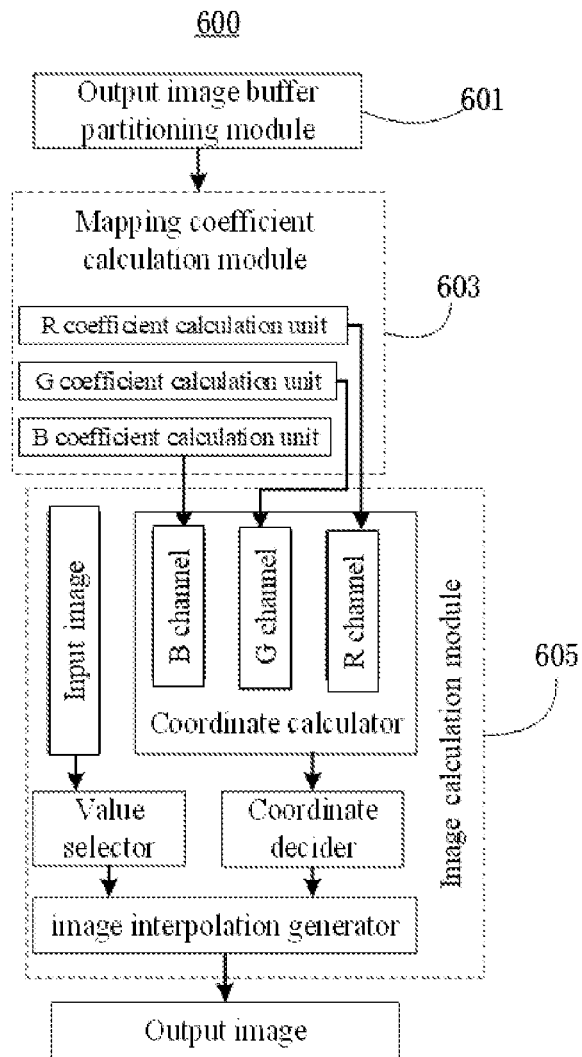 600
Output image buffer
partitioning module
601
Mapping coefficient
calculation module
603
R coefficient calculation unit
G coefficient calculation unit
B coefficient calculation unit
Input image
B channel
G channel
R channel
Coordinate calculator
Image calculation module
605
Value
selector
Coordinate
decider
image interpolation generator
Output image